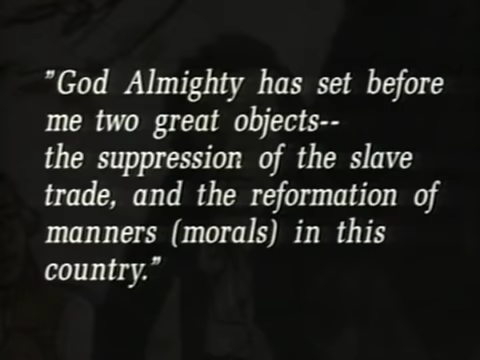 "God Almighty has set before
me two great objects--
the suppression of the slave
trade, and the reformation of
manners (morals) in this
country."